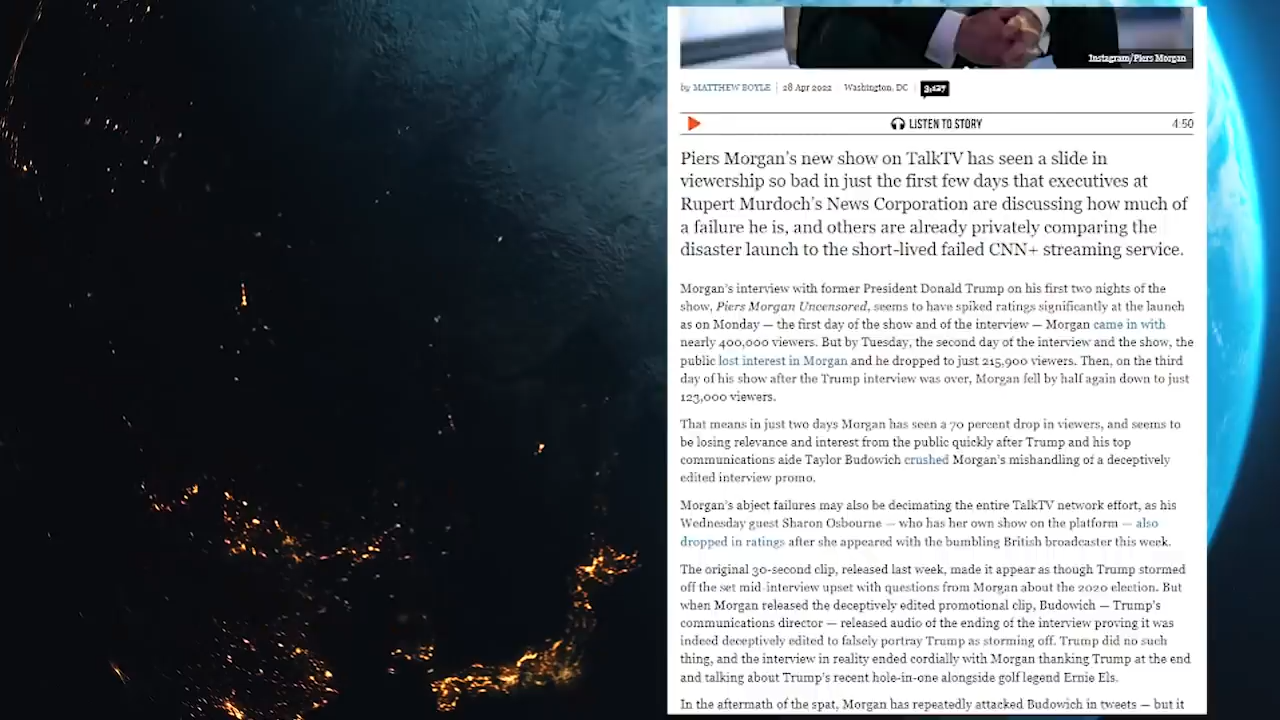 Instagram/Piers Morgan
by MATTHEW BOYLE | 28 Apr 2022 Washington, DC 3,127
LISTEN TO STORY 4:50
Piers Morgan's new show on TalkTV has seen a slide in
viewership so bad in just the first few days that executives at
Rupert Murdoch's News Corporation are discussing how much of
a failure he is, and others are already privately comparing the
disaster launch to the short-lived failed CNN+ streaming service.
Morgan's interview with former President Donald Trump on his first two nights of the
show, Piers Morgan Uncensored, seems to have spiked ratings significantly at the launch
as on Monday — the first day of the show and of the interview — Morgan came in with
nearly 400,000 viewers. But by Tuesday, the second day of the interview and the show, the
public lost interest in Morgan and he dropped to just 215,900 viewers. Then, on the third
day of his show after the Trump interview was over, Morgan fell by half again down to just
123,000 viewers.
That means in just two days Morgan has seen a 70 percent drop in viewers, and seems to
be losing relevance and interest from the public quickly after Trump and his top
communications aide Taylor Budowich crushed Morgan's mishandling of a deceptively
edited interview promo.
Morgan's abject failures may also be decimating the entire TalkTV network effort, as his
Wednesday guest Sharon Osbourne — who has her own show on the platform — also
dropped in ratings after she appeared with the bumbling British broadcaster this week.
The original 30-second clip, released last week, made it appear as though Trump stormed
off the set mid-interview upset with questions from Morgan about the 2020 election. But
when Morgan released the deceptively edited promotional clip, Budowich — Trump's
communications director — released audio of the ending of the interview proving it was
indeed deceptively edited to falsely portray Trump as storming off. Trump did no such
thing, and the interview in reality ended cordially with Morgan thanking Trump at the end
and talking about Trump's recent hole-in-one alongside golf legend Ernie Els.
In the aftermath of the spat, Morgan has repeatedly attacked Budowich in tweets — but it